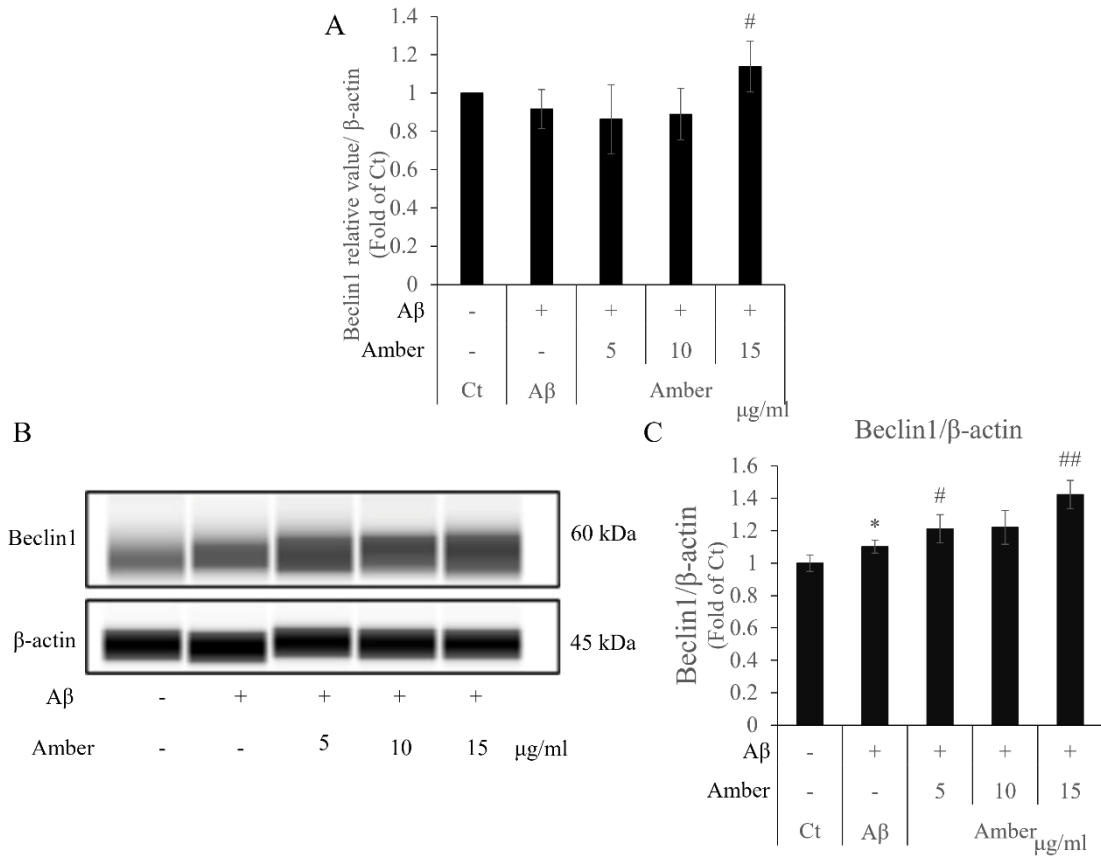 A
Beclin1 relative value/ β-actin
(Fold of Ct)
1.4
1.2
1
0.8
0.6
0.4
0.2
0
#
Aβ - + + + +
Amber - - 5 10 15
Ct Aβ Amber
μg/ml
B
Beclin1 60 kDa
β-actin 45 kDa
Aβ - + + + +
Amber - - 5 10 15 μg/ml
C
Beclin1/β-actin
Beclin1/β-actin
(Fold of Ct)
1.6
1.4
1.2
1
0.8
0.6
0.4
0.2
0
* # ##
Aβ - + + + +
Amber - - 5 10 15
Ct Aβ Amber
μg/ml